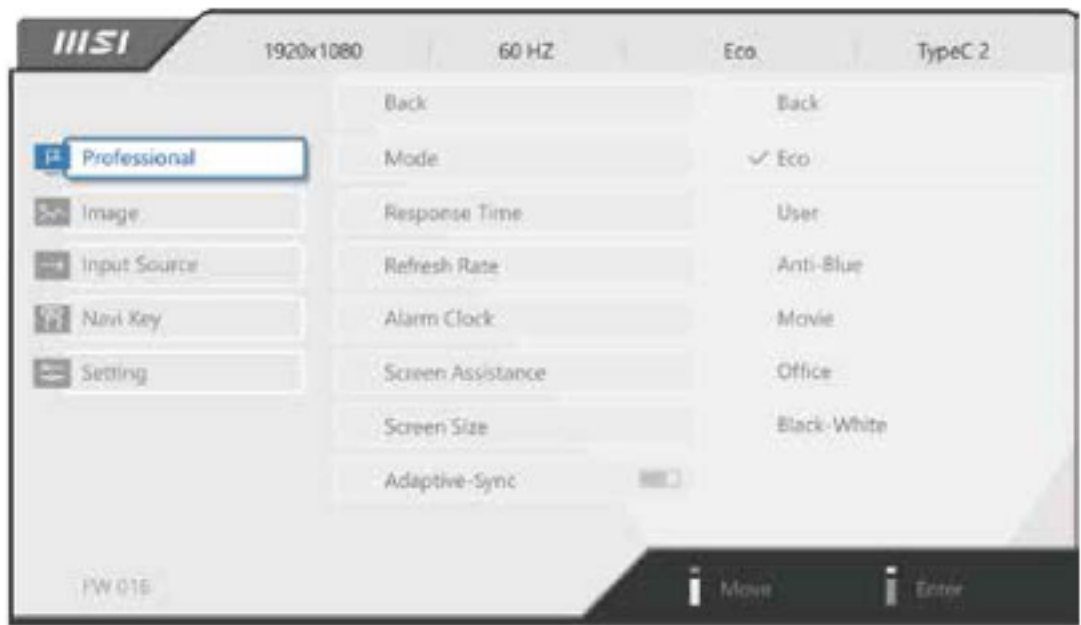 msi 1920x1080 60 HZ Eco TypeC 2
Back Back
Professional Mode Eco
Image Response Time User
Input Source Refresh Rate Anti-Blue
Navi Key Alarm Clock Movie
Setting Screen Assistance Office
Screen Size Black-White
Adaptive-Sync
FW 016 Move Enter